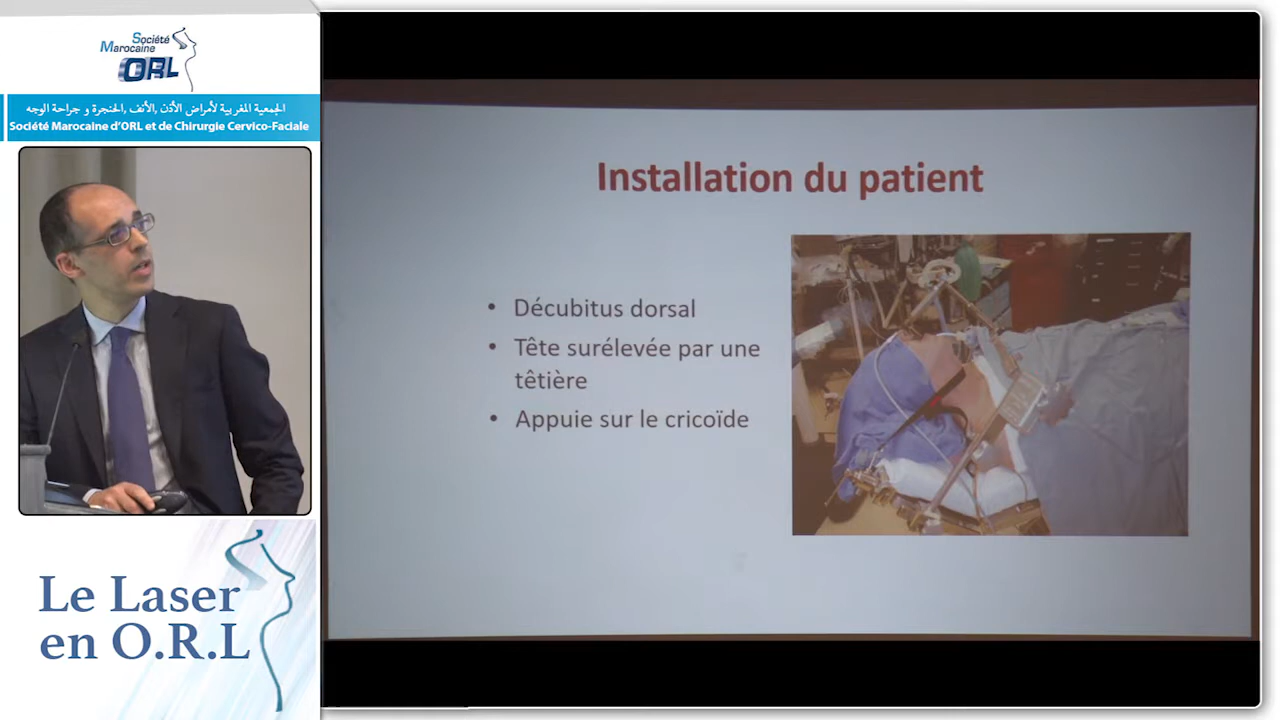 Société
Marocaine
ORL
الجمعية المغربية لأمراض الأذن ,الأنف ,الحنجرة و جراحة الوجه
Société Marocaine d'ORL et de Chirurgie Cervico-Faciale
Le Laser
en O.R.L
Installation du patient
• Décubitus dorsal
• Tête surélevée par une
têtière
• Appuie sur le cricoïde